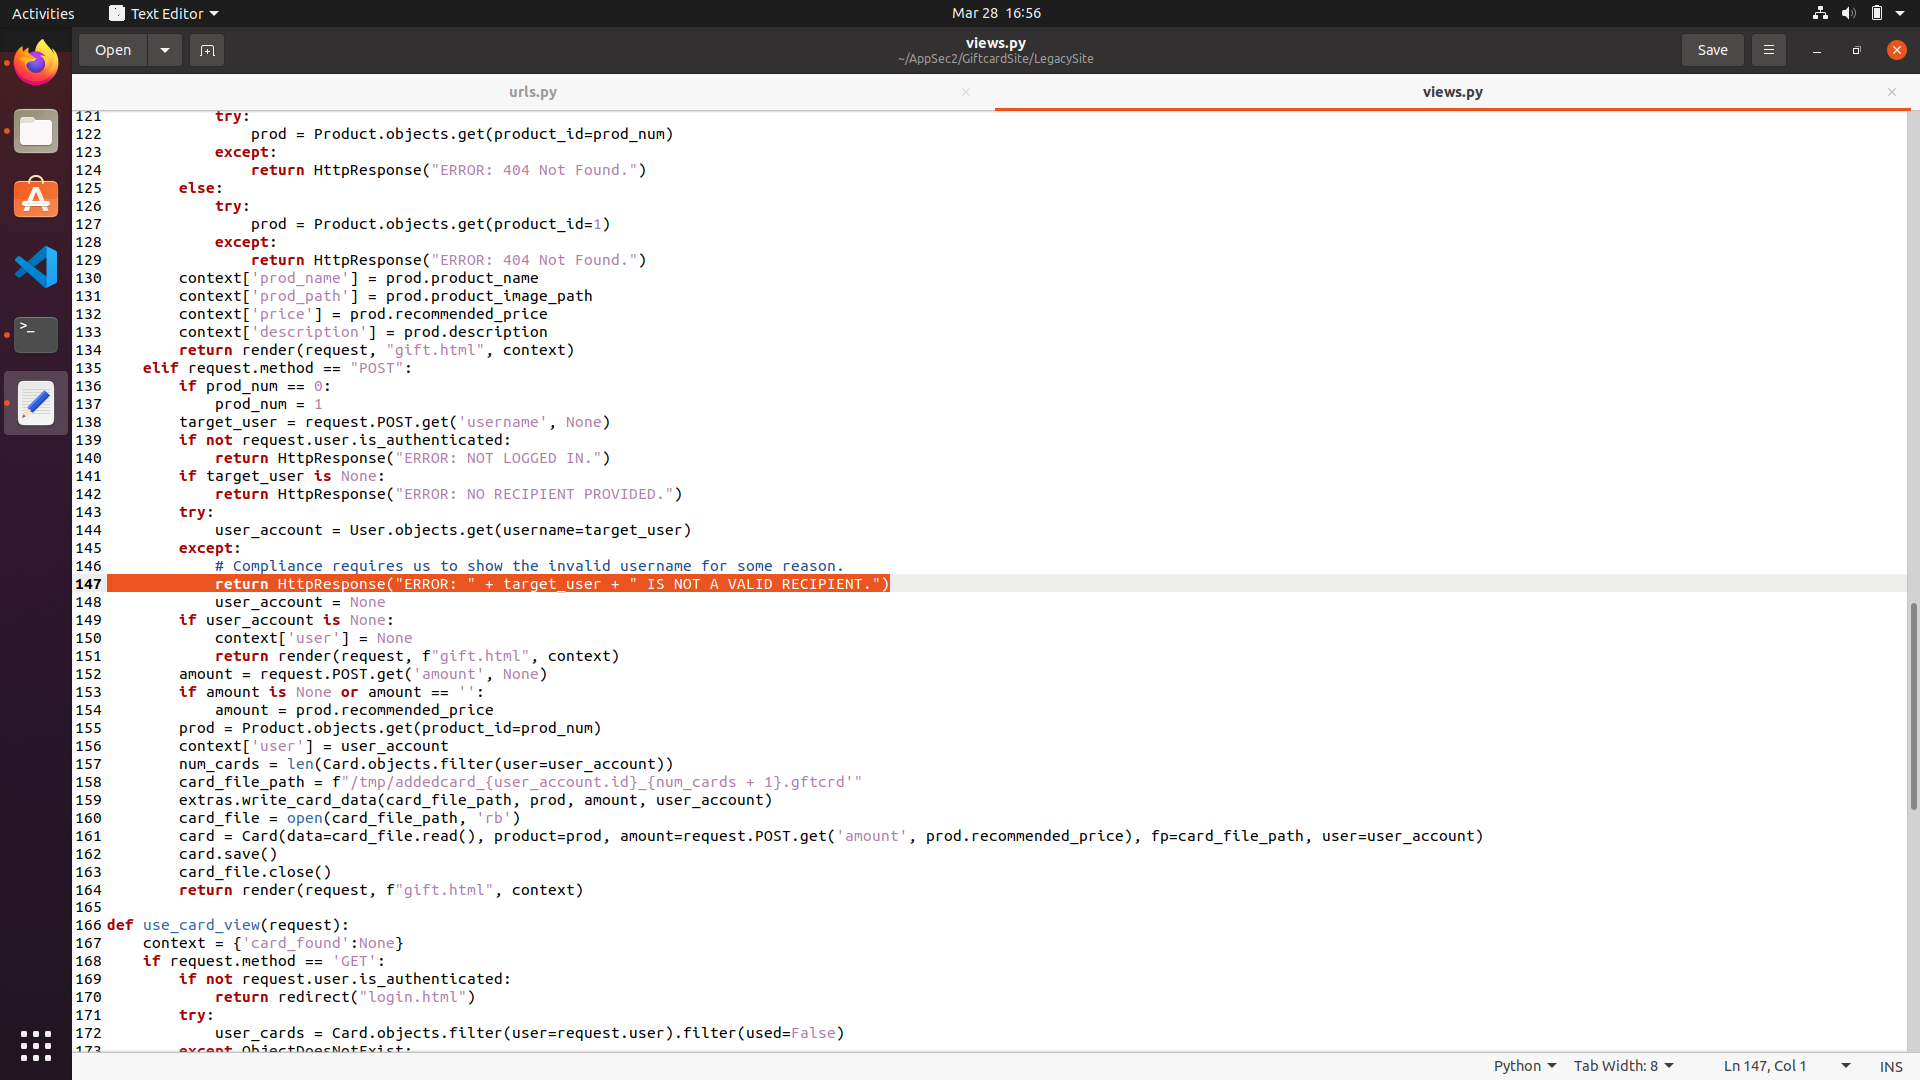 Activities Text Editor Mar 28 16:56
Open views.py Save
~/AppSec2/GiftcardSite/LegacySite
urls.py views.py
121             try:
122                 prod = Product.objects.get(product_id=prod_num)
123             except:
124                 return HttpResponse("ERROR: 404 Not Found.")
125         else:
126             try:
127                 prod = Product.objects.get(product_id=1)
128             except:
129                 return HttpResponse("ERROR: 404 Not Found.")
130         context['prod_name'] = prod.product_name
131         context['prod_path'] = prod.product_image_path
132         context['price'] = prod.recommended_price
133         context['description'] = prod.description
134         return render(request, "gift.html", context)
135     elif request.method == "POST":
136         if prod_num == 0:
137             prod_num = 1
138         target_user = request.POST.get('username', None)
139         if not request.user.is_authenticated:
140             return HttpResponse("ERROR: NOT LOGGED IN.")
141         if target_user is None:
142             return HttpResponse("ERROR: NO RECIPIENT PROVIDED.")
143         try:
144             user_account = User.objects.get(username=target_user)
145         except:
146             # Compliance requires us to show the invalid username for some reason.
147             return HttpResponse("ERROR: " + target_user + " IS NOT A VALID RECIPIENT.")
148             user_account = None
149         if user_account is None:
150             context['user'] = None
151             return render(request, f"gift.html", context)
152         amount = request.POST.get('amount', None)
153         if amount is None or amount == '':
154             amount = prod.recommended_price
155         prod = Product.objects.get(product_id=prod_num)
156         context['user'] = user_account
157         num_cards = len(Card.objects.filter(user=user_account))
158         card_file_path = f"/tmp/addedcard_{user_account.id}_{num_cards + 1}.gftcrd'"
159         extras.write_card_data(card_file_path, prod, amount, user_account)
160         card_file = open(card_file_path, 'rb')
161         card = Card(data=card_file.read(), product=prod, amount=request.POST.get('amount', prod.recommended_price), fp=card_file_path, user=user_account)
162         card.save()
163         card_file.close()
164         return render(request, f"gift.html", context)
165
166 def use_card_view(request):
167     context = {'card_found':None}
168     if request.method == 'GET':
169         if not request.user.is_authenticated:
170             return redirect("login.html")
171         try:
172             user_cards = Card.objects.filter(user=request.user).filter(used=False)
173         except ObjectDoesNotExist:
Python Tab Width: 8 Ln 147, Col 1 INS